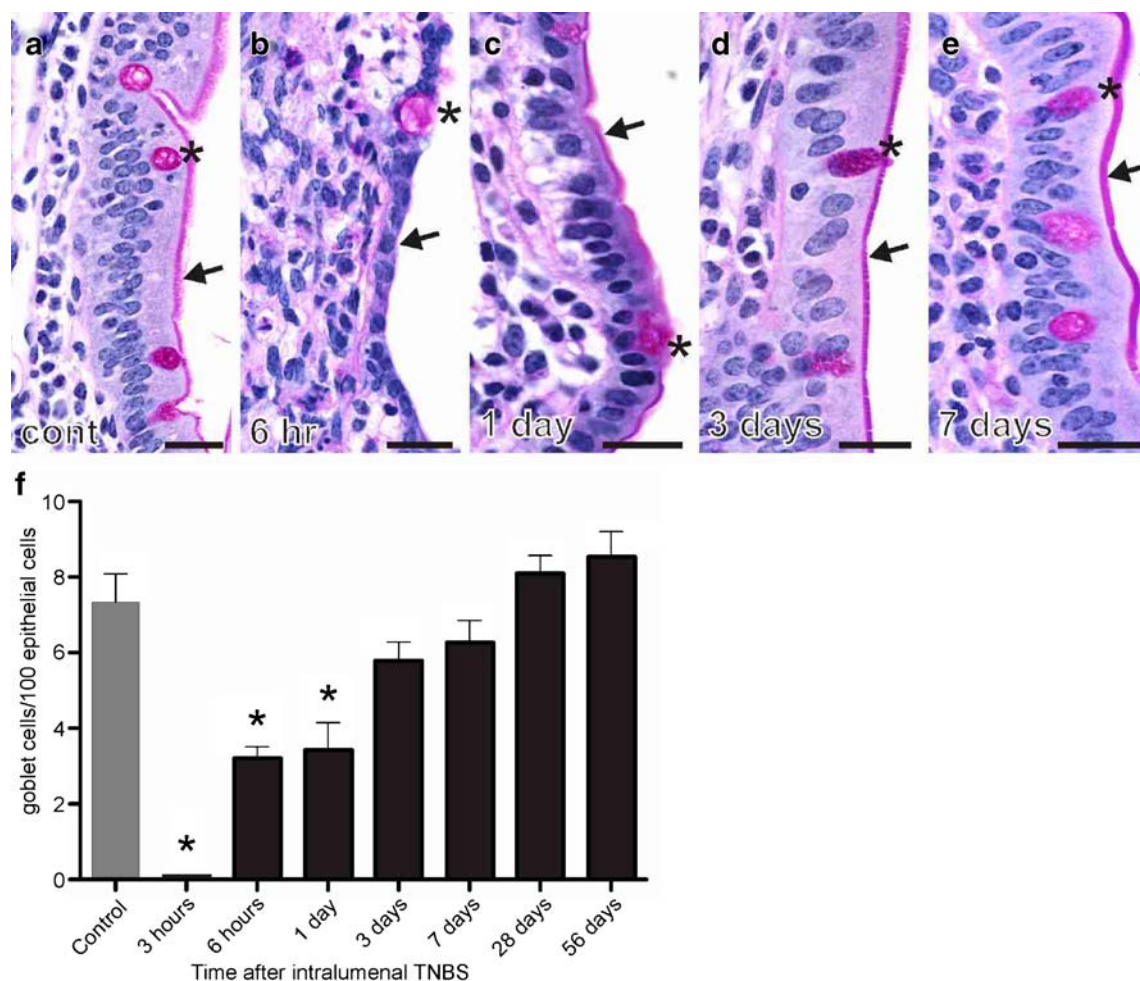 a b c d e
* * * * *
cont 6 hr 1 day 3 days 7 days
f
10
8
6
4
2
0
goblet cells/100 epithelial cells
* * *
Control 3 hours 6 hours 1 day 3 days 7 days 28 days 56 days
Time after intralumenal TNBS